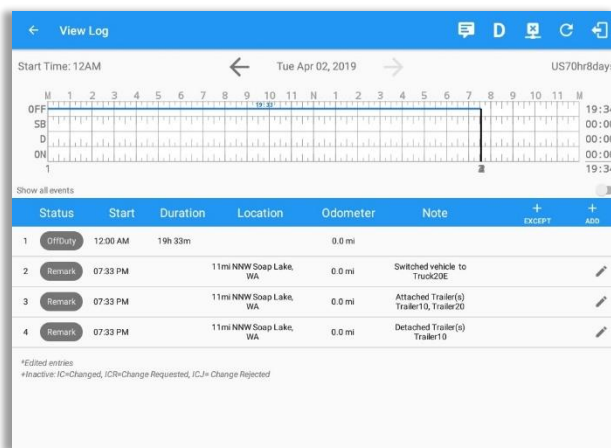 View Log
D
Start Time: 12AM
Tue Apr 02, 2019
US70hr8days
M 1 2 3 4 5 6 7 8 9 10 11 N 1 2 3 4 5 6 7 8 9 10 11 M
OFF 19:33 19:34
SB 00:00
D 00:00
ON 00:00
1 19:34
Show all events
Status Start Duration Location Odometer Note + EXCEPT + ADD
1 OffDuty 12:00 AM 19h 33m 0.0 mi
2 Remark 07:33 PM 11mi NNW Soap Lake, WA 0.0 mi Switched vehicle to Truck20E
3 Remark 07:33 PM 11mi NNW Soap Lake, WA 0.0 mi Attached Trailer(s) Trailer10, Trailer20
4 Remark 07:33 PM 11mi NNW Soap Lake, WA 0.0 mi Detached Trailer(s) Trailer10
*Edited entries
+Inactive: IC=Changed, ICR=Change Requested, ICJ= Change Rejected